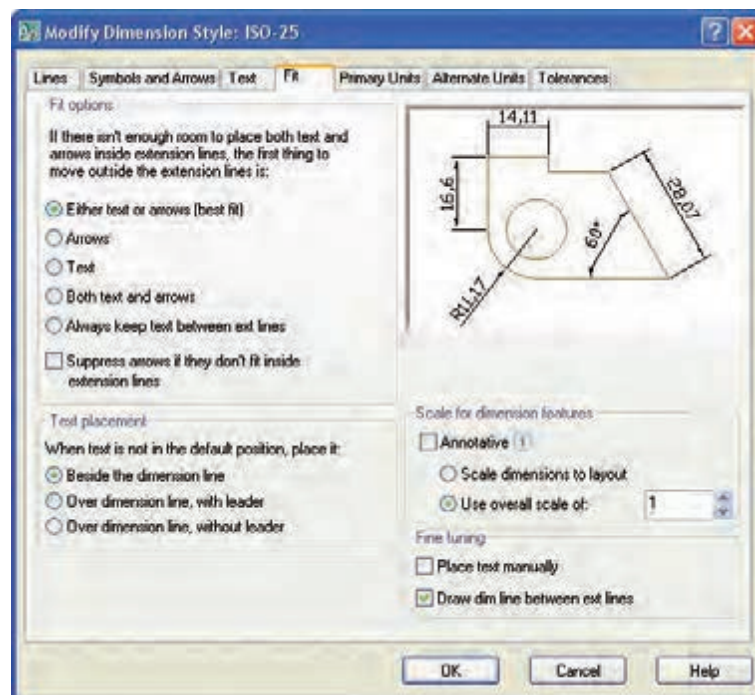 Modify Dimension Style: ISO-25
Lines
Symbols and Arrows
Text
Fit
Primary Units
Alternate Units
Tolerances
Fit options
If there isn't enough room to place both text and
arrows inside extension lines, the first thing to
move outside the extension lines is:
Either text or arrows (best fit)
Arrows
Text
Both text and arrows
Always keep text between ext lines
Suppress arrows if they don't fit inside
extension lines
Text placement
When text is not in the default position, place it:
Beside the dimension line
Over dimension line, with leader
Over dimension line, without leader
14,11
16,6
28,07
60°
R11,17
Scale for dimension features
Annotative
Scale dimensions to layout
Use overall scale of:
1
Fine tuning
Place text manually
Draw dim line between ext lines
OK
Cancel
Help